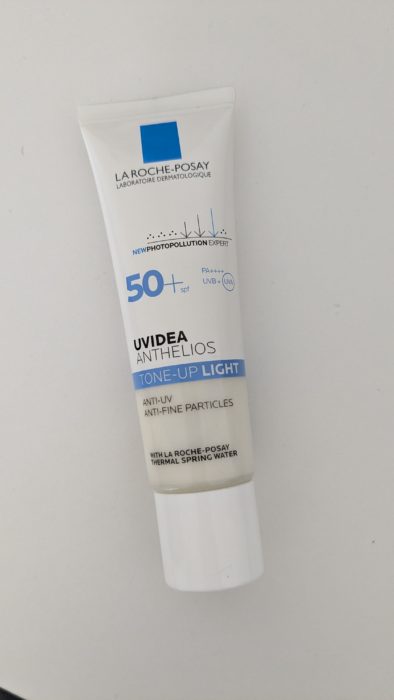 LA ROCHE-POSAY
LABORATOIRE DERMATOLOGIQUE
NEW PHOTOPOLLUTION EXPERT
50+ spf
PA++++
UVB + UVA
UVIDEA
ANTHELIOS
TONE-UP LIGHT
ANTI-UV
ANTI-FINE PARTICLES
WITH LA ROCHE-POSAY
THERMAL SPRING WATER